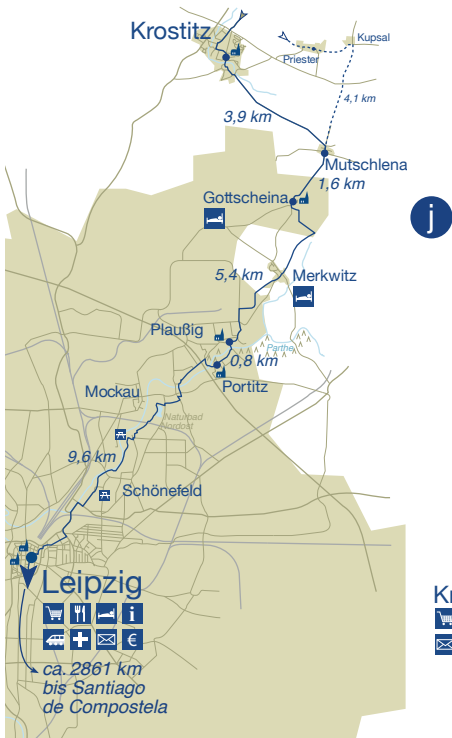 Krostitz
Kupsal
Priester
4,1 km
3,9 km
Mutschlena
1,6 km
Gottscheina
j
5,4 km
Merkwitz
Plaußig
Parthe
0,8 km
Portitz
Mockau
Naturbad
Nordost
9,6 km
Schönefeld
Leipzig
i
€
Kr
ca. 2861 km
bis Santiago
de Compostela